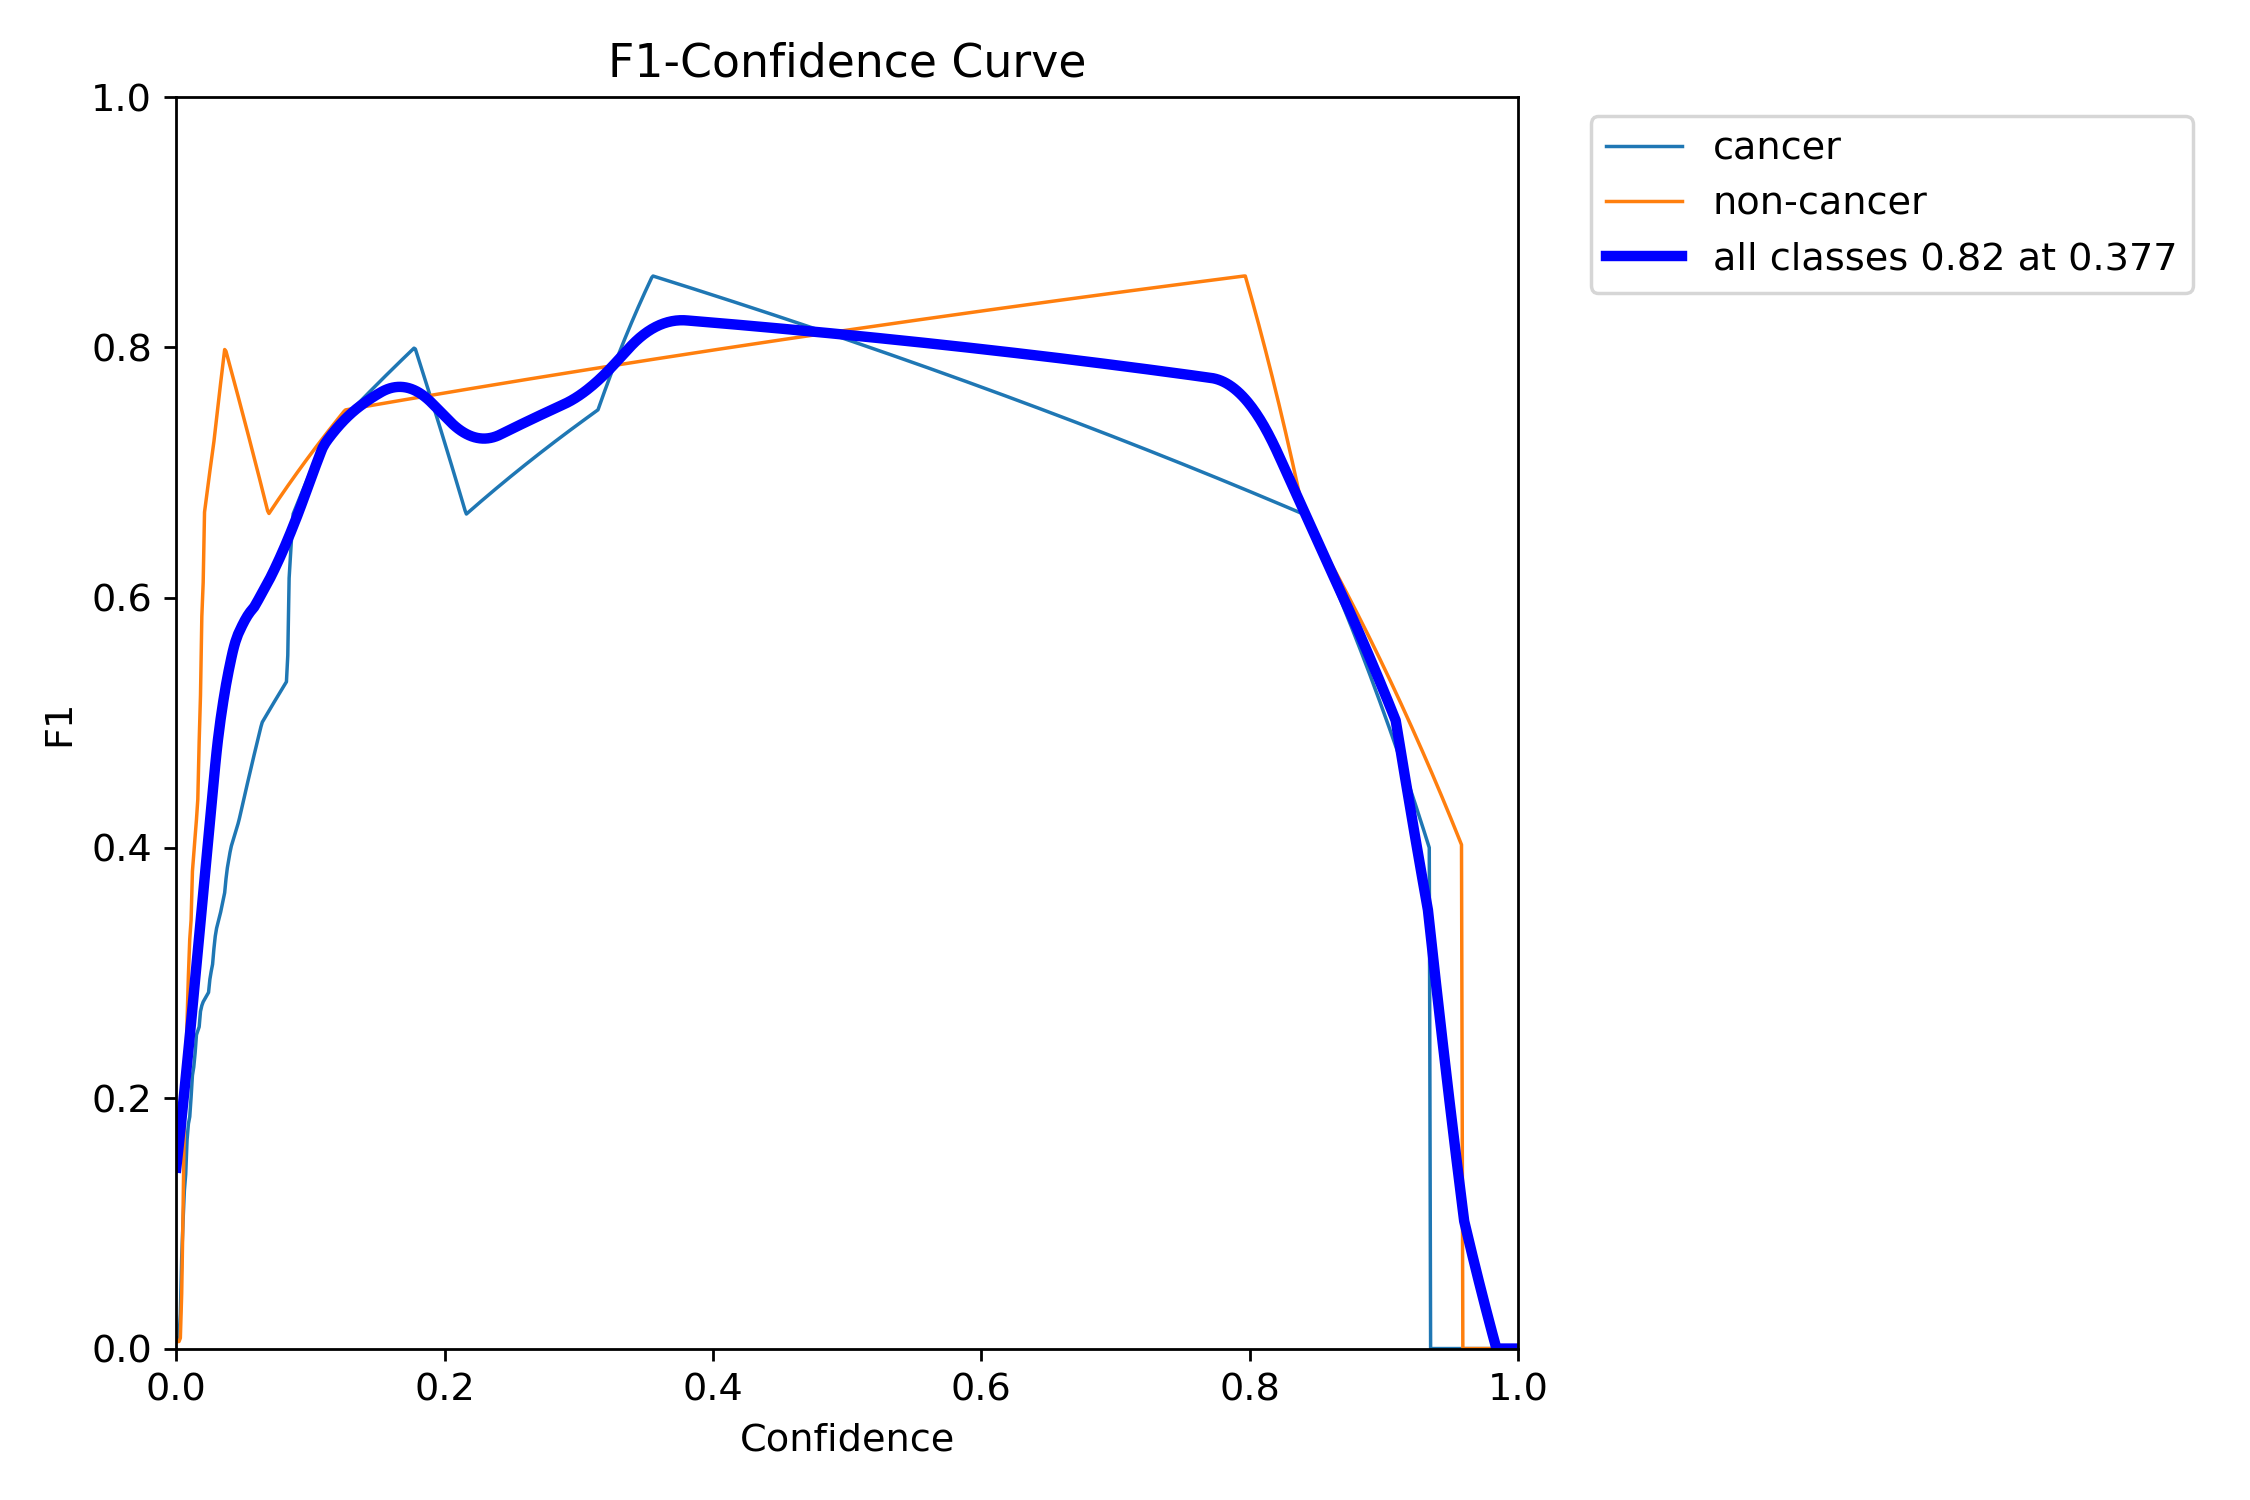 F1-Confidence Curve
1.0
0.8
0.6
0.4
0.2
0.0
F1
0.0 0.2 0.4 0.6 0.8 1.0
Confidence
cancer
non-cancer
all classes 0.82 at 0.377